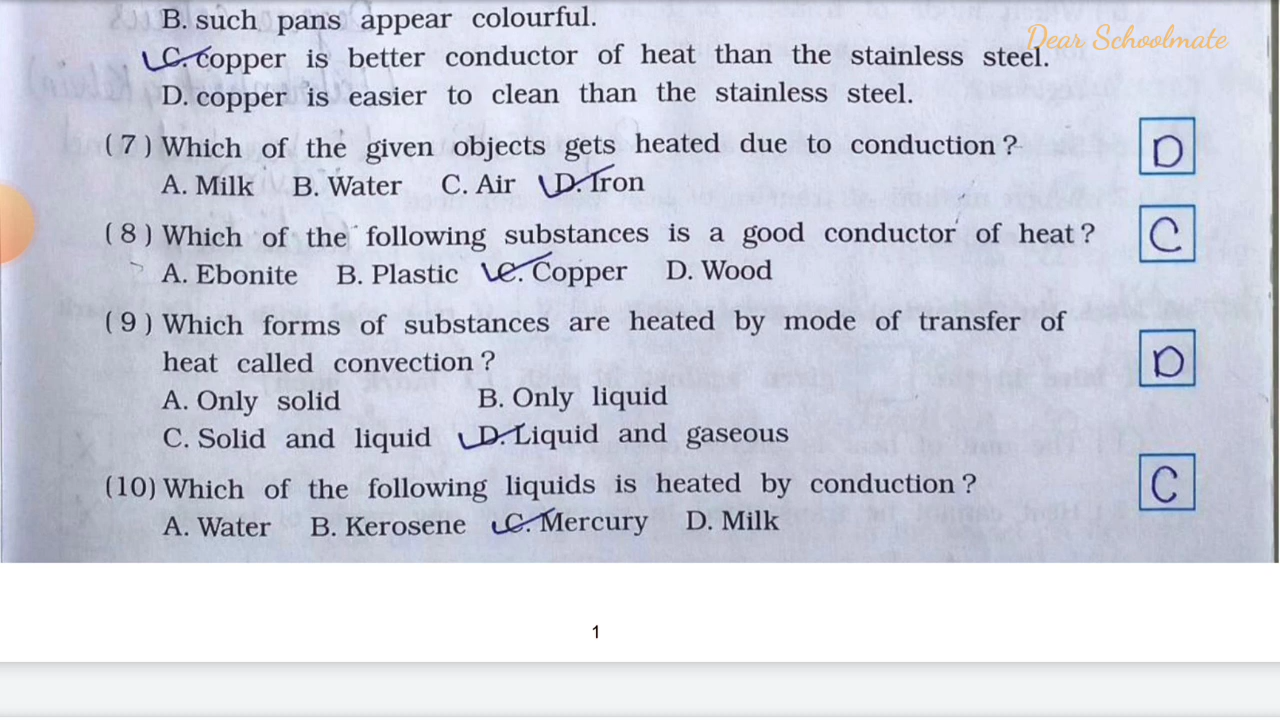 B. such pans appear colourful.
Dear Schoolmate
C. copper is better conductor of heat than the stainless steel.
D. copper is easier to clean than the stainless steel.
(7) Which of the given objects gets heated due to conduction?
D
A. Milk B. Water C. Air D. Iron
(8) Which of the following substances is a good conductor of heat?
C
A. Ebonite B. Plastic C. Copper D. Wood
(9) Which forms of substances are heated by mode of transfer of
heat called convection?
D
A. Only solid B. Only liquid
C. Solid and liquid D. Liquid and gaseous
(10) Which of the following liquids is heated by conduction?
C
A. Water B. Kerosene C. Mercury D. Milk
1